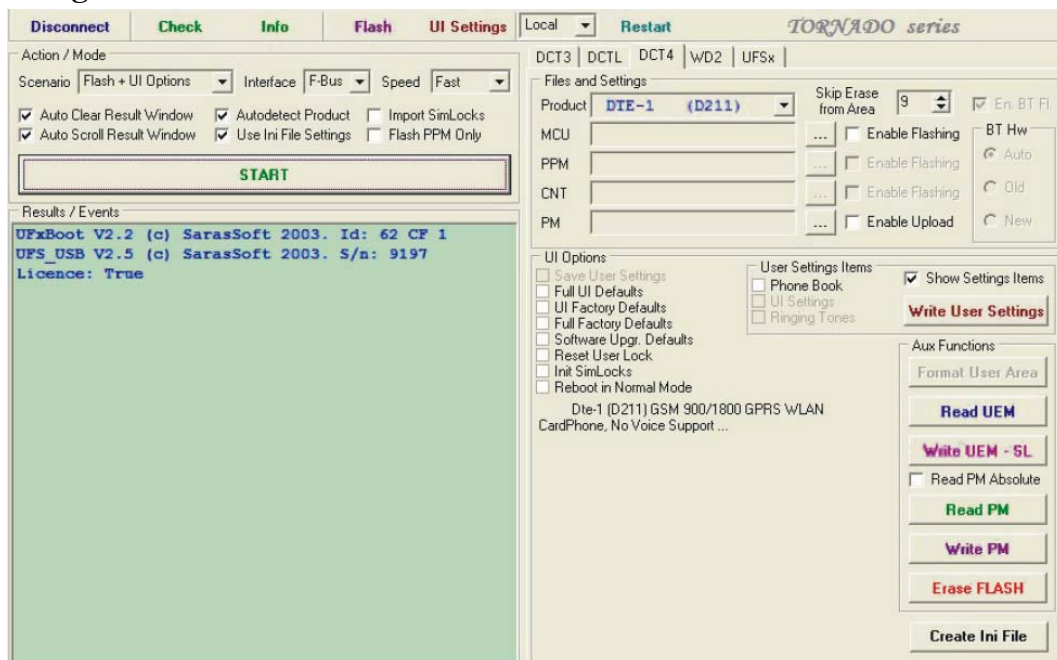 Disconnect Check Info Flash UI Settings Local Restart TORNADO series
Action / Mode
Scenario Flash + UI Options Interface F-Bus Speed Fast
Auto Clear Result Window Autodetect Product Import SimLocks
Auto Scroll Result Window Use Ini File Settings Flash PPM Only
START
Results / Events
UFxBoot V2.2 (c) SarasSoft 2003. Id: 62 CF 1
UFS_USB V2.5 (c) SarasSoft 2003. S/n: 9197
Licence: True
DCT3 DCTL DCT4 WD2 UFSx
Files and Settings
Product DTE-1 (D211) Skip Erase from Area 9 En. BT Fl.
MCU ... Enable Flashing
PPM ... Enable Flashing
CNT ... Enable Flashing
PM ... Enable Upload
BT Hw
Auto
Old
New
UI Options
Save User Settings
Full UI Defaults
UI Factory Defaults
Full Factory Defaults
Software Upgr. Defaults
Reset User Lock
Init SimLocks
Reboot in Normal Mode
Dte-1 (D211) GSM 900/1800 GPRS WLAN
CardPhone, No Voice Support ...
User Settings Items
Phone Book
UI Settings
Ringing Tones
Show Settings Items
Write User Settings
Aux Functions
Format User Area
Read UEM
Write UEM - SL
Read PM Absolute
Read PM
Write PM
Erase FLASH
Create Ini File